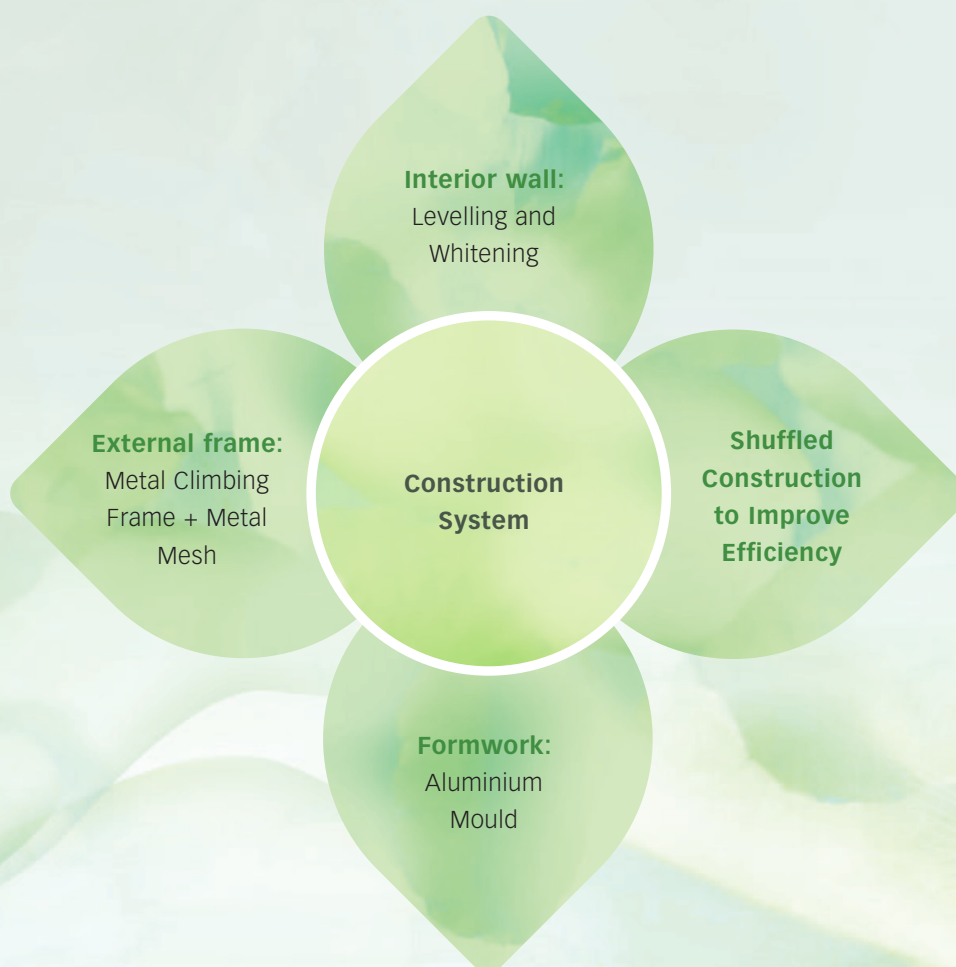 Interior wall:
Levelling and
Whitening
External frame:
Metal Climbing
Frame + Metal
Mesh
Construction
System
Shuffled
Construction
to Improve
Efficiency
Formwork:
Aluminium
Mould